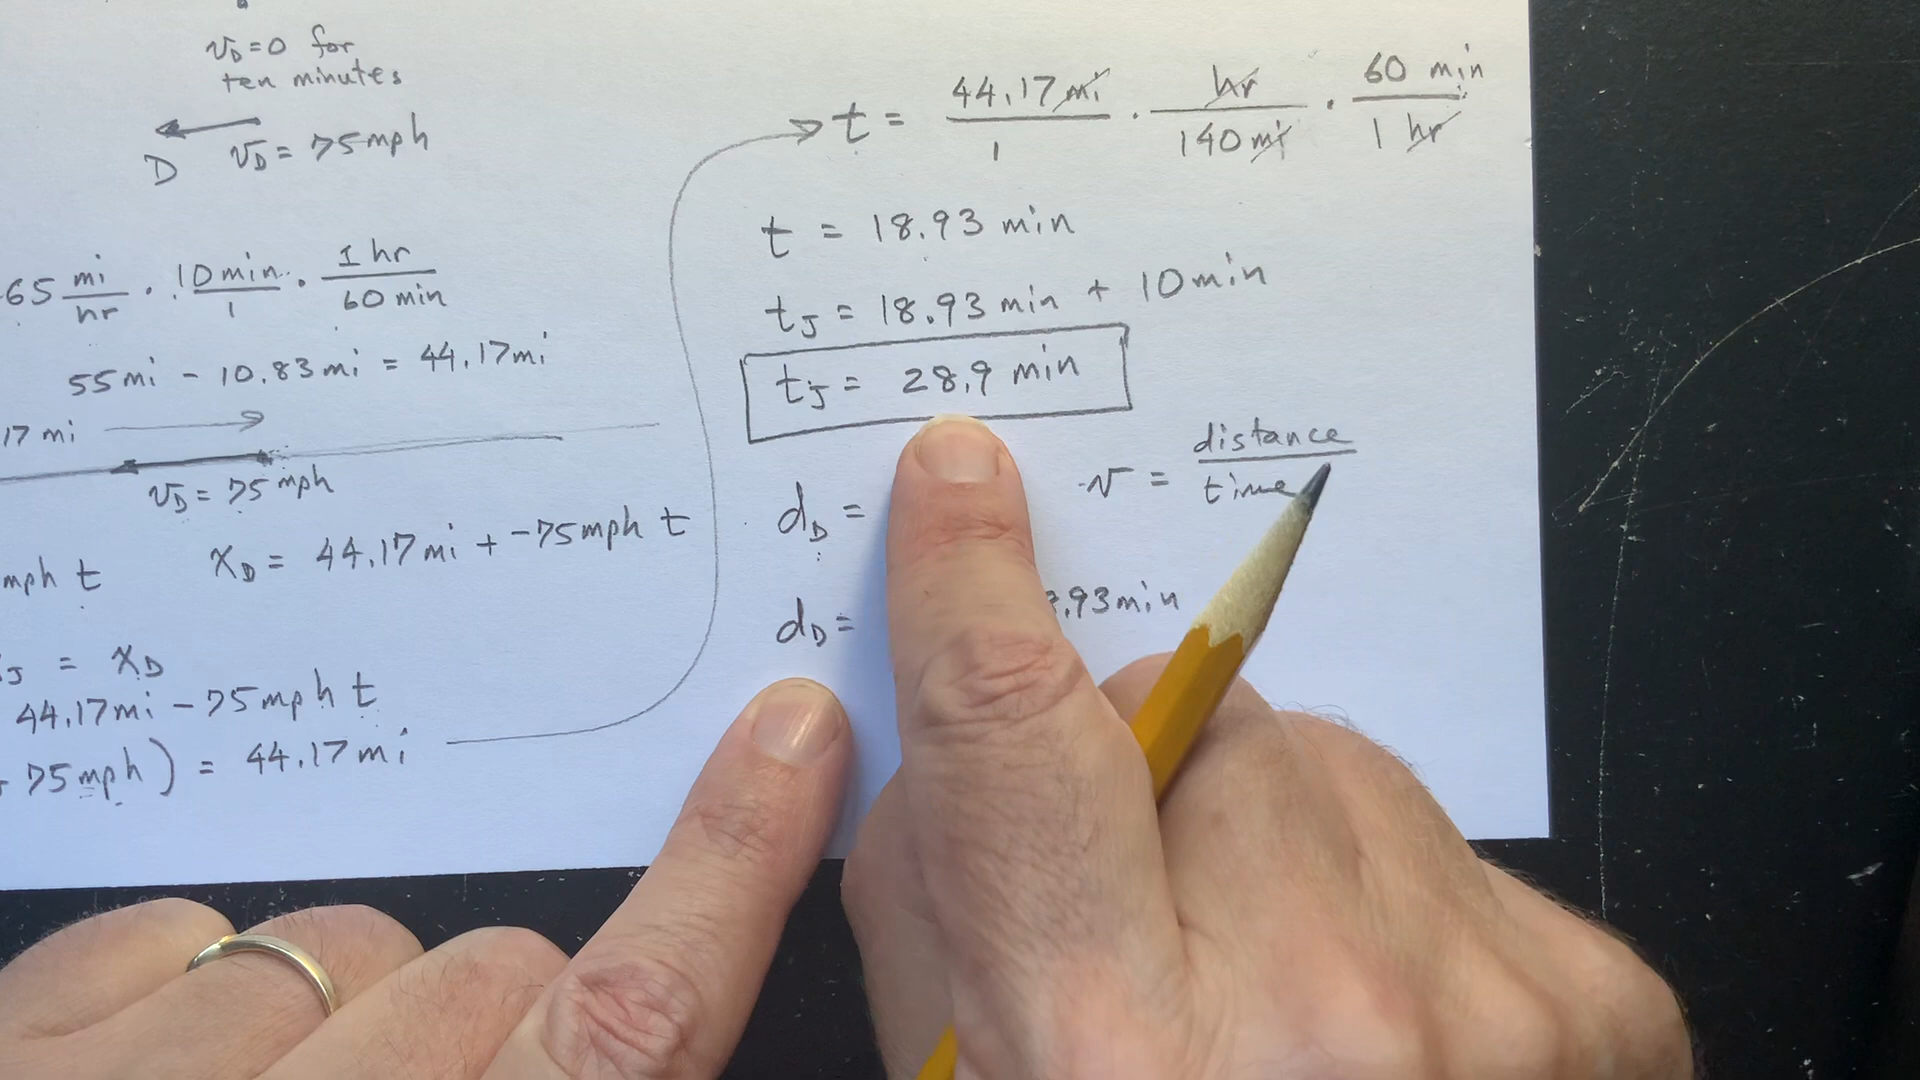 v_D = 0 for
ten minutes
D v_D = 75 mph
65 mi/hr · 10 min/1 · 1 hr/60 min
55 mi - 10.83 mi = 44.17 mi
17 mi
v_D = 75 mph
mph t x_D = 44.17 mi + -75 mph t
J = x_D
44.17 mi - 75 mph t
75 mph) = 44.17 mi
t = 44.17 mi/1 · hr/140 mi · 60 min/1 hr
t = 18.93 min
t_J = 18.93 min + 10 min
t_J = 28.9 min
d_D = v = distance/time
d_D = .93 min